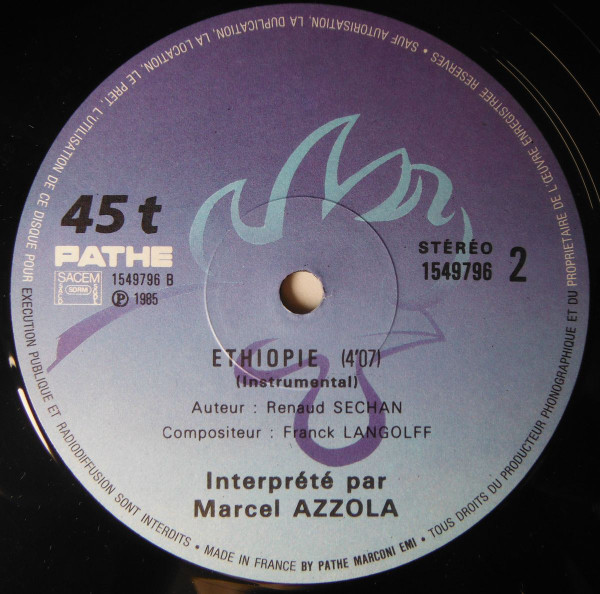 45 t
PATHE
SACEM
SDRM
1549796 B
Ⓟ 1985
STÉRÉO
1549796
2
ETHIOPIE (4'07)
(Instrumental)
Auteur : Renaud SECHAN
Compositeur : Franck LANGOLFF
Interprété par
Marcel AZZOLA
• MADE IN FRANCE BY PATHE MARCONI EMI • TOUS DROITS DU PRODUCTEUR PHONOGRAPHIQUE ET DU PROPRIETAIRE DE L'ŒUVRE ENREGISTREE RESERVES • SAUF AUTORISATION, LA DUPLICATION, LA LOCATION, LE PRET, L'UTILISATION DE CE DISQUE POUR EXECUTION PUBLIQUE ET RADIODIFFUSION SONT INTERDITS